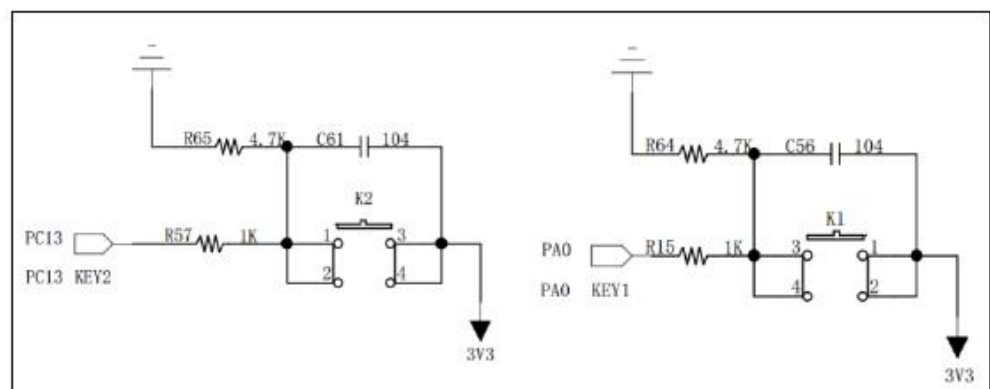 R65 4.7K C61 104
K2
PC13 R57 1K 1 3
PC13 KEY2 2 4
3V3
R64 4.7K C56 104
K1
PA0 R15 1K 3 1
PA0 KEY1 4 2
3V3